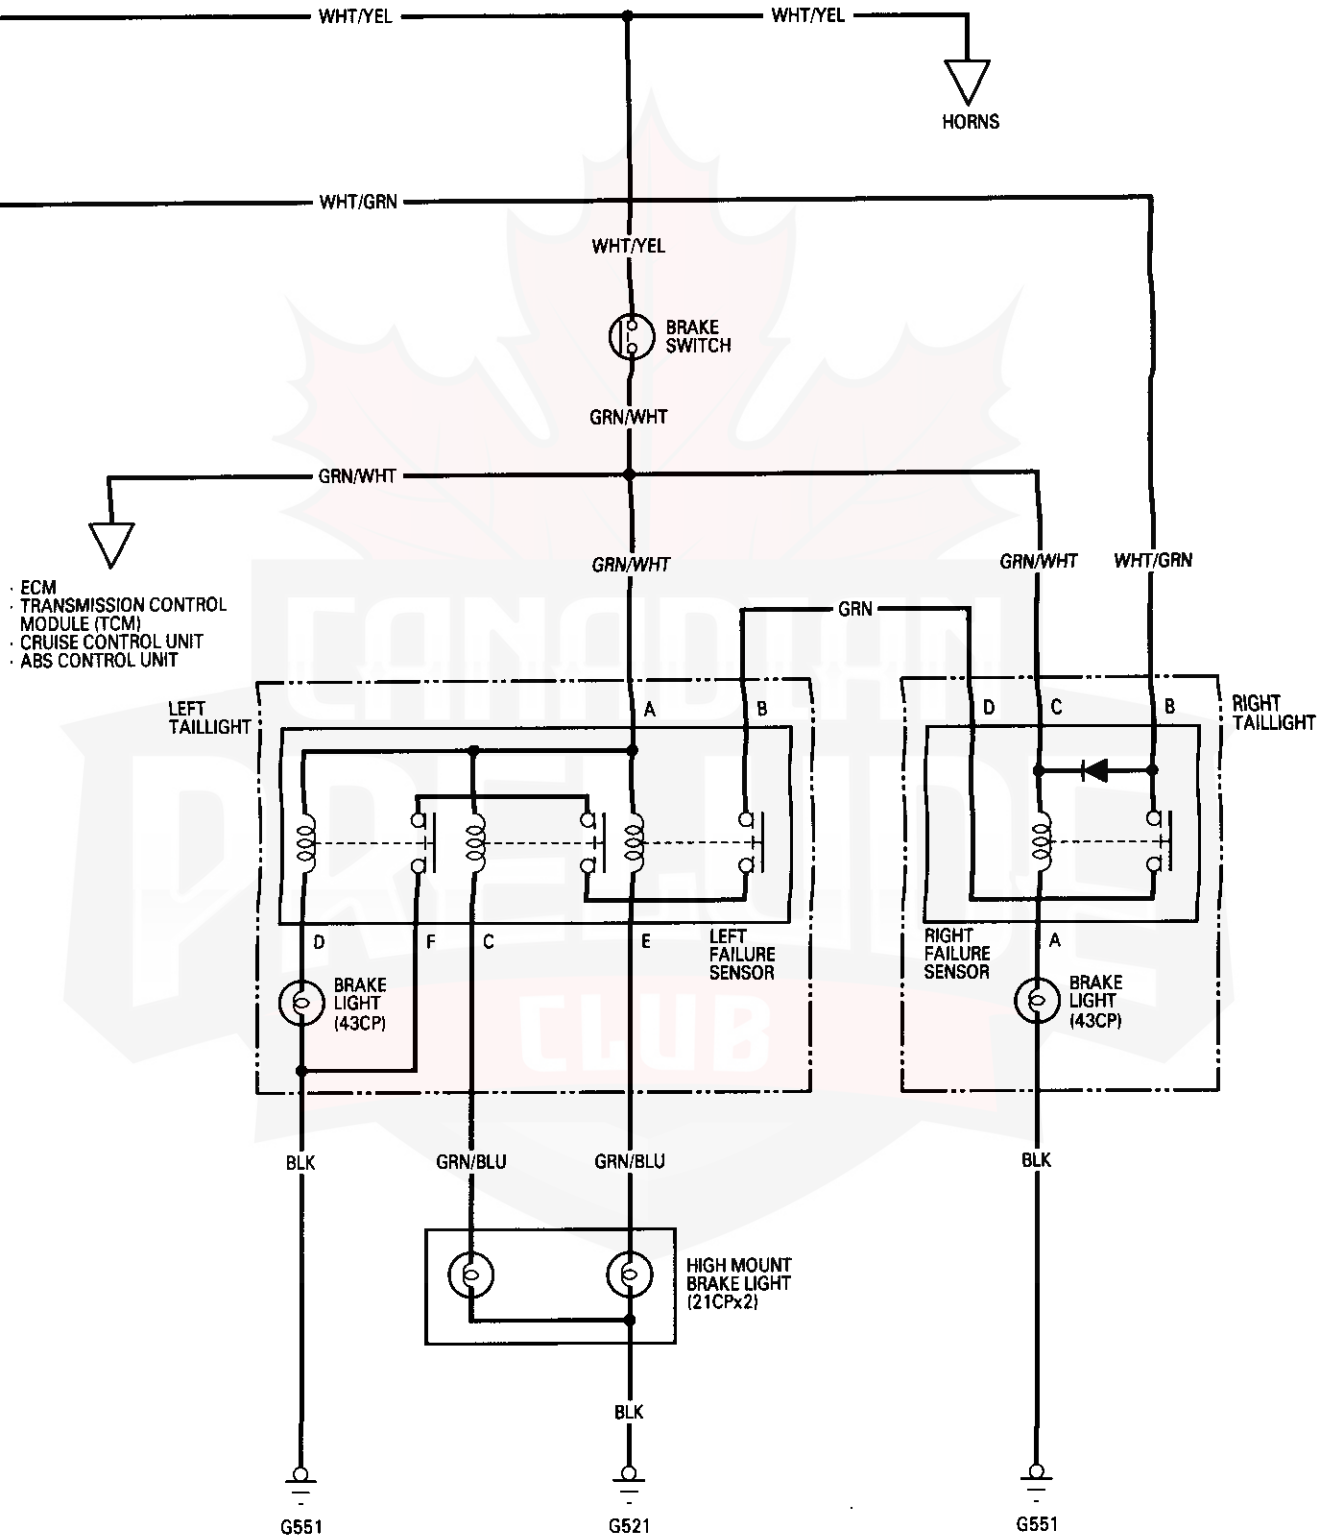 WHT/YEL
WHT/YEL
HORNS
WHT/GRN
WHT/YEL
BRAKE
SWITCH
GRN/WHT
GRN/WHT
GRN/WHT
GRN/WHT
WHT/GRN
· ECM
· TRANSMISSION CONTROL
MODULE (TCM)
· CRUISE CONTROL UNIT
· ABS CONTROL UNIT
GRN
CANADIAN
PRELUDE
CLUB
LEFT
TAILLIGHT
A
B
D
C
B
RIGHT
TAILLIGHT
D
F
C
E
LEFT
FAILURE
SENSOR
RIGHT
FAILURE
SENSOR
A
BRAKE
LIGHT
(43CP)
BRAKE
LIGHT
(43CP)
BLK
GRN/BLU
GRN/BLU
BLK
HIGH MOUNT
BRAKE LIGHT
(21CPx2)
BLK
G551
G521
G551